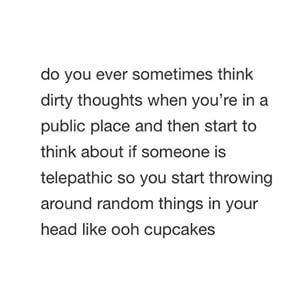 do you ever sometimes think
dirty thoughts when you’re in a
public place and then start to
think about if someone is
telepathic so you start throwing
around random things in your
head like ooh cupcakes